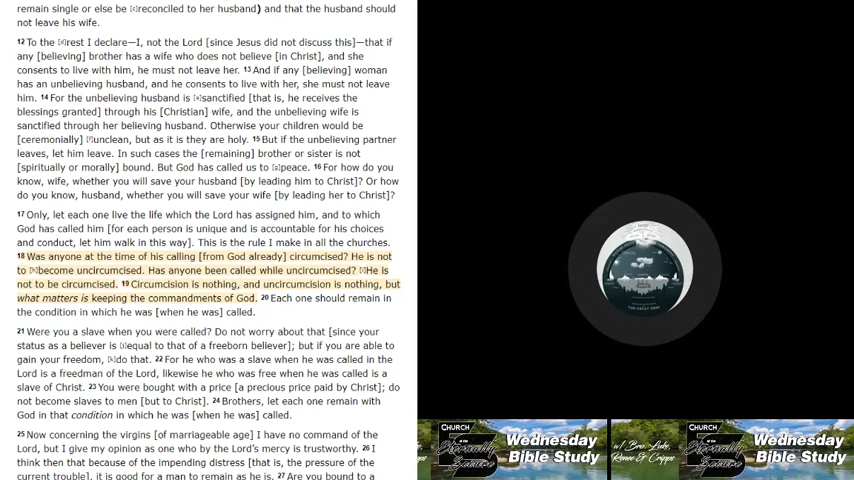 remain single or else be [c]reconciled to her husband) and that the husband should
not leave his wife.
12 To the [d]rest I declare—I, not the Lord [since Jesus did not discuss this]—that if
any [believing] brother has a wife who does not believe [in Christ], and she
consents to live with him, he must not leave her. 13 And if any [believing] woman
has an unbelieving husband, and he consents to live with her, she must not leave
him. 14 For the unbelieving husband is [e]sanctified [that is, he receives the
blessings granted] through his [Christian] wife, and the unbelieving wife is
sanctified through her believing husband. Otherwise your children would be
[ceremonially] [f]unclean, but as it is they are holy. 15 But if the unbelieving partner
leaves, let him leave. In such cases the [remaining] brother or sister is not
[spiritually or morally] bound. But God has called us to [g]peace. 16 For how do you
know, wife, whether you will save your husband [by leading him to Christ]? Or how
do you know, husband, whether you will save your wife [by leading her to Christ]?
17 Only, let each one live the life which the Lord has assigned him, and to which
God has called him [for each person is unique and is accountable for his choices
and conduct, let him walk in this way]. This is the rule I make in all the churches.
18 Was anyone at the time of his calling [from God already] circumcised? He is not
to [h]become uncircumcised. Has anyone been called while uncircumcised? [i]He is
not to be circumcised. 19 Circumcision is nothing, and uncircumcision is nothing, but
what matters is keeping the commandments of God. 20 Each one should remain in
the condition in which he was [when he was] called.
21 Were you a slave when you were called? Do not worry about that [since your
status as a believer is [j]equal to that of a freeborn believer]; but if you are able to
gain your freedom, [k]do that. 22 For he who was a slave when he was called in the
Lord is a freedman of the Lord, likewise he who was free when he was called is a
slave of Christ. 23 You were bought with a price [a precious price paid by Christ]; do
not become slaves to men [but to Christ]. 24 Brothers, let each one remain with
God in that condition in which he was [when he was] called.
25 Now concerning the virgins [of marriageable age] I have no command of the
Lord, but I give my opinion as one who by the Lord's mercy is trustworthy. 26 I
think then that because of the impending distress [that is, the pressure of the
current trouble], it is good for a man to remain as he is. 27 Are you bound to a
GOD
THE GREAT DEEP
CHURCH
of the
Eternally
Secure
Wednesday
Bible Study
w/ Bro. Luke,
Renee & Cripps
CHURCH
of the
Eternally
Secure
Wednesday
Bible Study